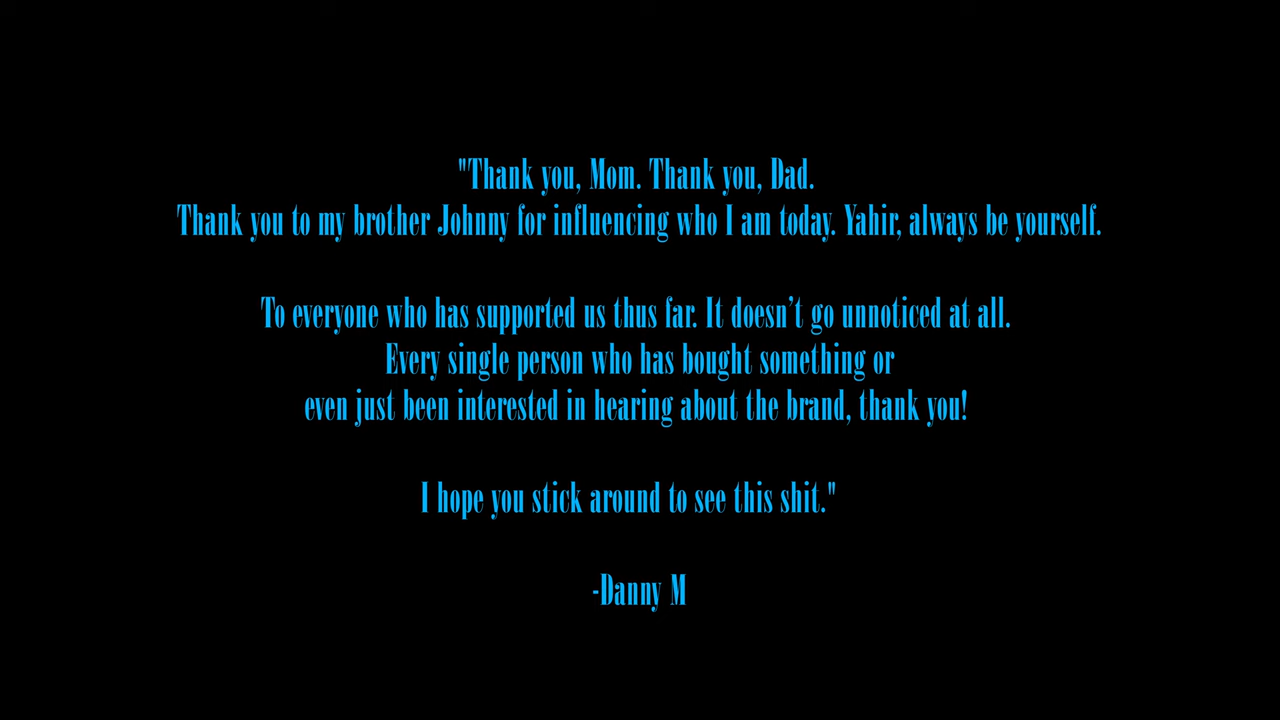 "Thank you, Mom. Thank you, Dad.
Thank you to my brother Johnny for influencing who I am today. Yahir, always be yourself.
To everyone who has supported us thus far. It doesn’t go unnoticed at all.
Every single person who has bought something or
even just been interested in hearing about the brand, thank you!
I hope you stick around to see this shit."
-Danny M